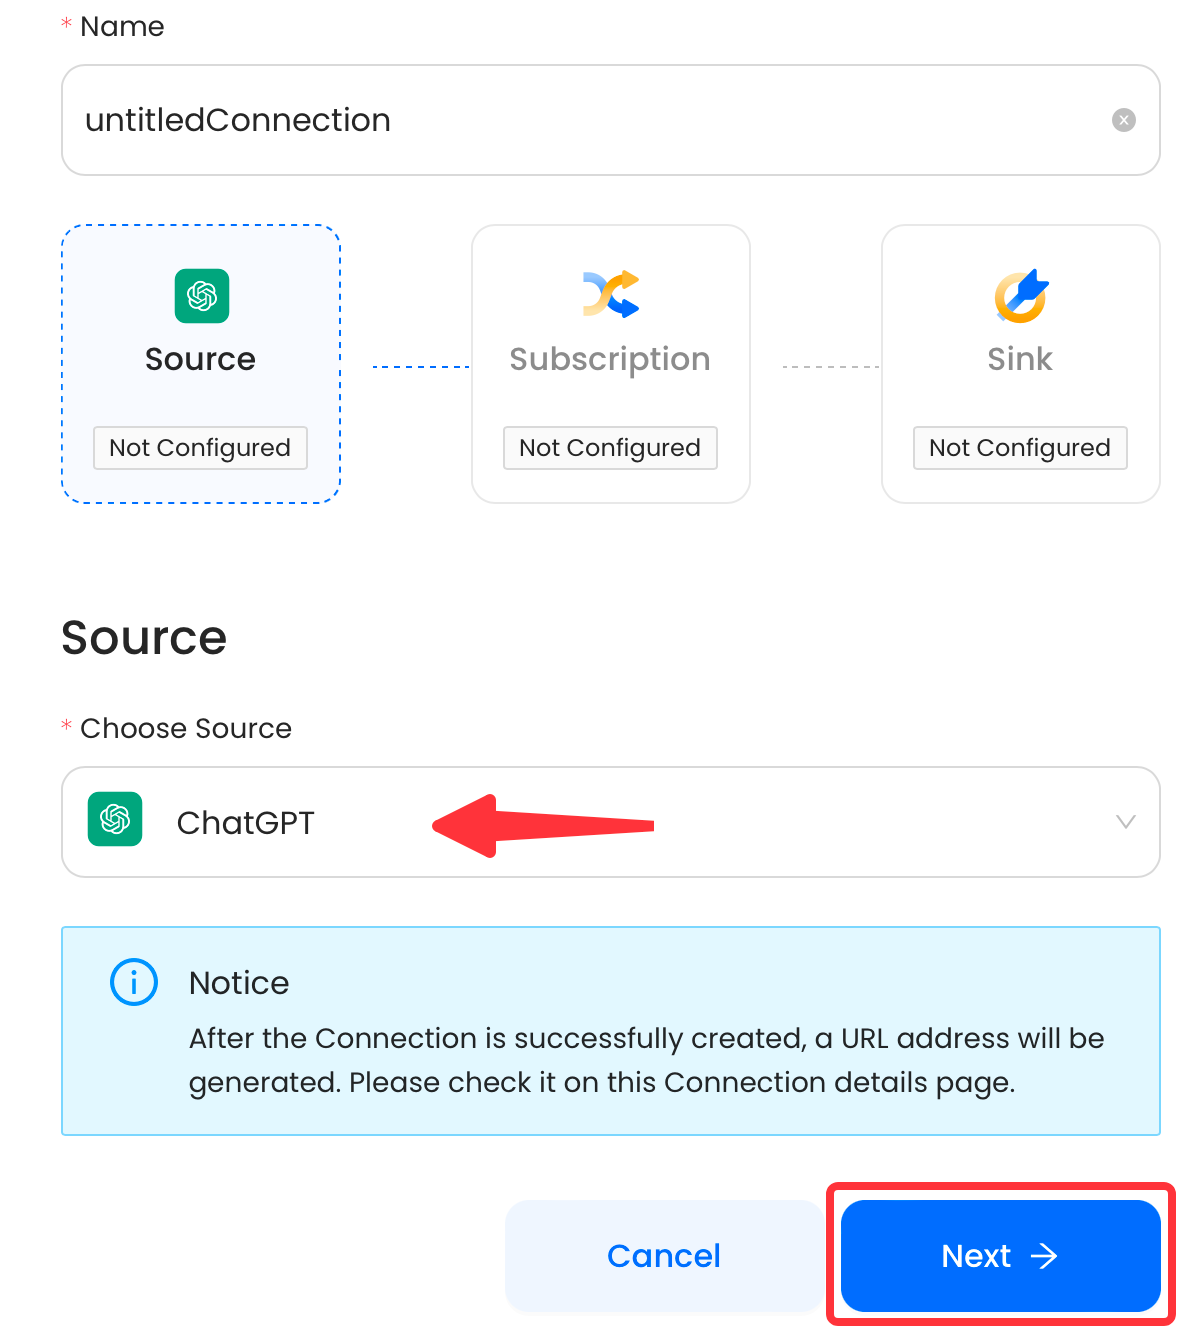 * Name
untitledConnection
Source
Subscription
Sink
Not Configured
Not Configured
Not Configured
Source
* Choose Source
ChatGPT
Notice
After the Connection is successfully created, a URL address will be
generated. Please check it on this Connection details page.
Cancel
Next →